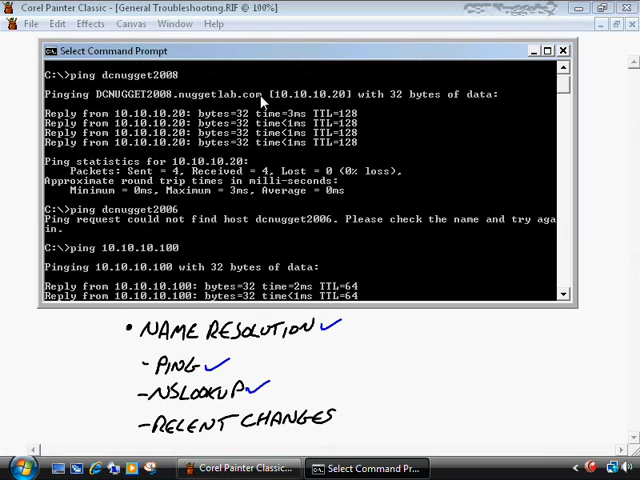 Corel Painter Classic - [General Troubleshooting.RIF @ 100%]
File Edit Effects Canvas Window Help
Select Command Prompt
C:\>ping dcnugget2008
Pinging DCNUGGET2008.nuggetlab.com [10.10.10.20] with 32 bytes of data:
Reply from 10.10.10.20: bytes=32 time=3ms TTL=128
Reply from 10.10.10.20: bytes=32 time<1ms TTL=128
Reply from 10.10.10.20: bytes=32 time<1ms TTL=128
Reply from 10.10.10.20: bytes=32 time<1ms TTL=128
Ping statistics for 10.10.10.20:
Packets: Sent = 4, Received = 4, Lost = 0 (0% loss),
Approximate round trip times in milli-seconds:
Minimum = 0ms, Maximum = 3ms, Average = 0ms
C:\>ping dcnugget2006
Ping request could not find host dcnugget2006. Please check the name and try aga
in.
C:\>ping 10.10.10.100
Pinging 10.10.10.100 with 32 bytes of data:
Reply from 10.10.10.100: bytes=32 time=2ms TTL=64
Reply from 10.10.10.100: bytes=32 time<1ms TTL=64
• NAME RESOLUTION ✓
- PING ✓
- NSLOOKUP ✓
- RECENT CHANGES
Corel Painter Classic... Select Command Pr...